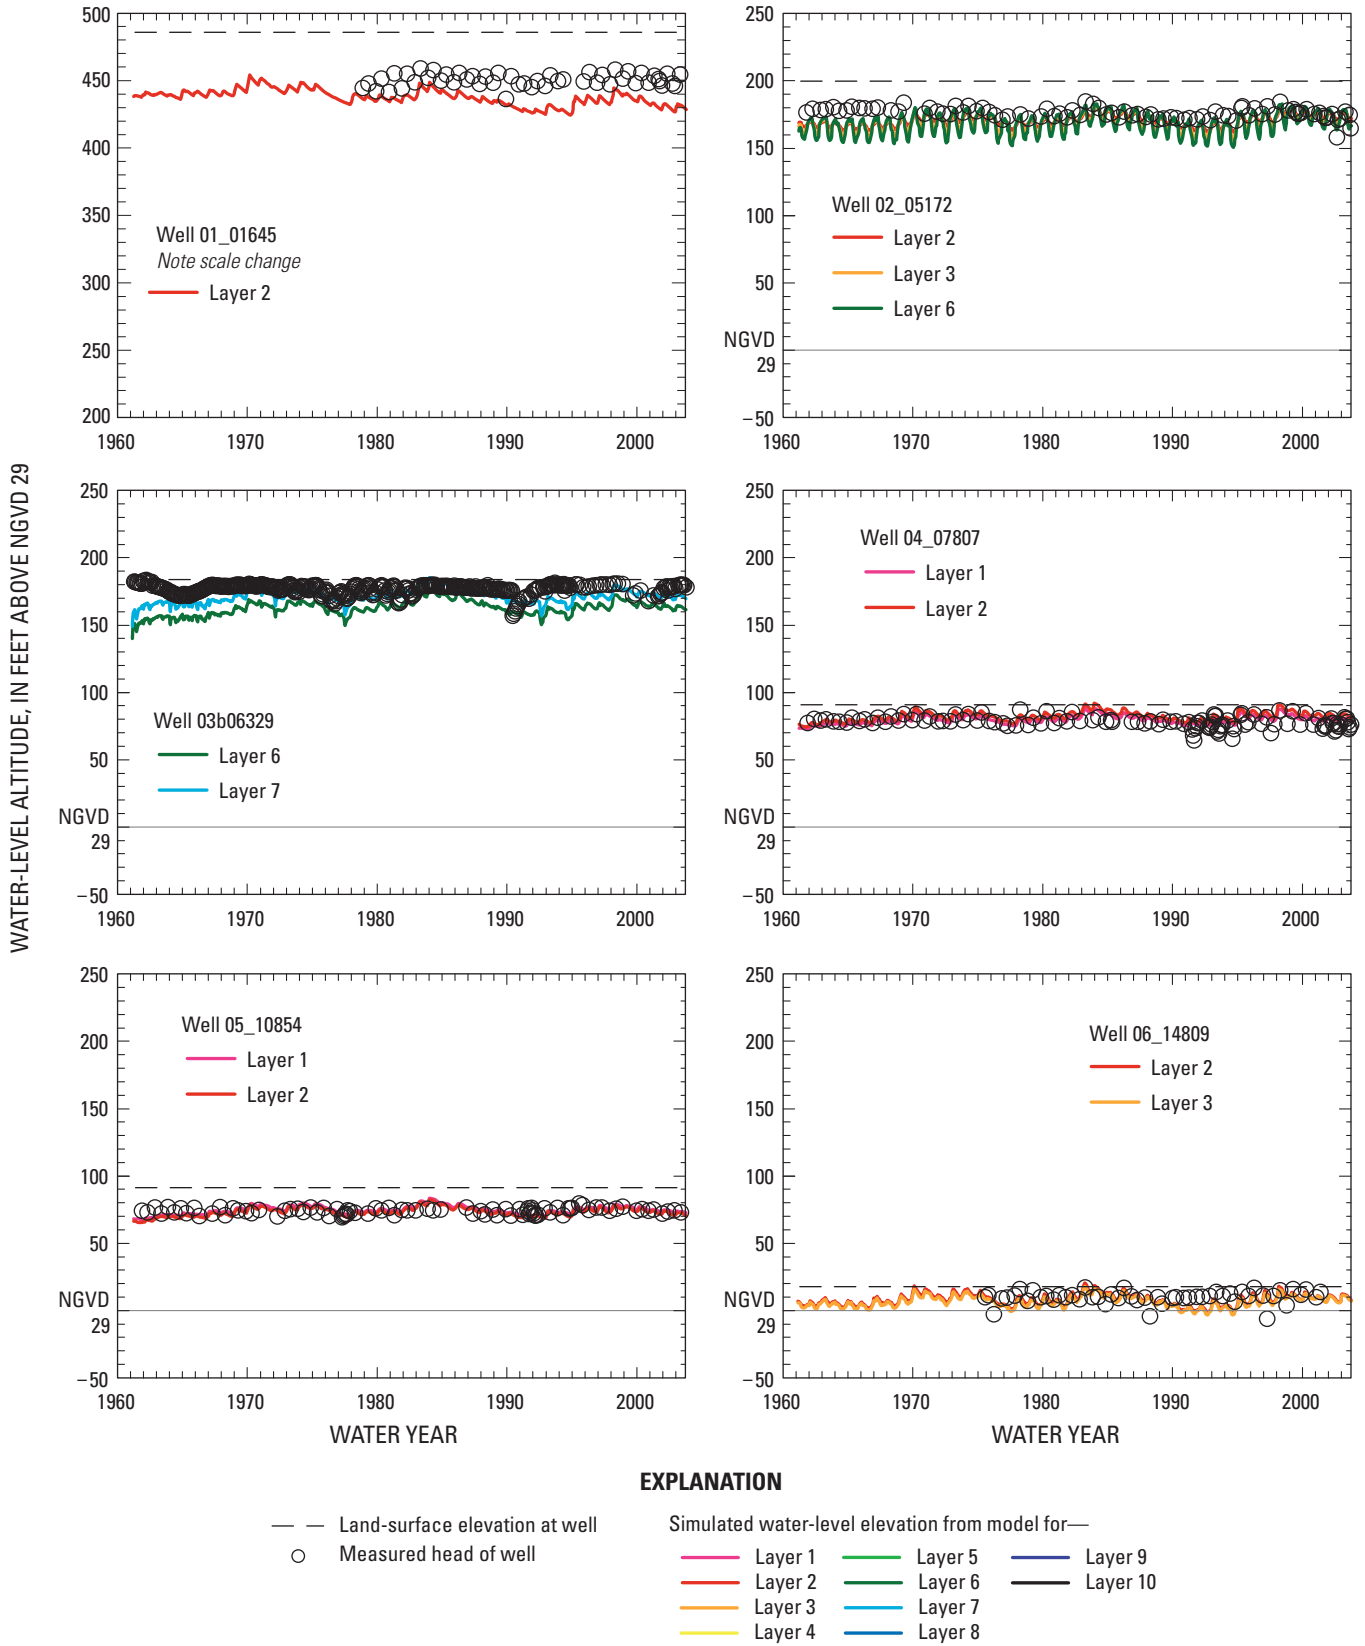 WATER-LEVEL ALTITUDE, IN FEET ABOVE NGVD 29
500
450
400
350
300
250
200
1960 1970 1980 1990 2000
Well 01_01645
Note scale change
Layer 2
250
200
150
100
50
NGVD
29
−50
1960 1970 1980 1990 2000
Well 02_05172
Layer 2
Layer 3
Layer 6
250
200
150
100
50
NGVD
29
−50
1960 1970 1980 1990 2000
Well 03b06329
Layer 6
Layer 7
250
200
150
100
50
NGVD
29
−50
1960 1970 1980 1990 2000
Well 04_07807
Layer 1
Layer 2
250
200
150
100
50
NGVD
29
−50
1960 1970 1980 1990 2000
WATER YEAR
Well 05_10854
Layer 1
Layer 2
250
200
150
100
50
NGVD
29
−50
1960 1970 1980 1990 2000
WATER YEAR
Well 06_14809
Layer 2
Layer 3
EXPLANATION
Land-surface elevation at well
Measured head of well
Simulated water-level elevation from model for—
Layer 1
Layer 2
Layer 3
Layer 4
Layer 5
Layer 6
Layer 7
Layer 8
Layer 9
Layer 10